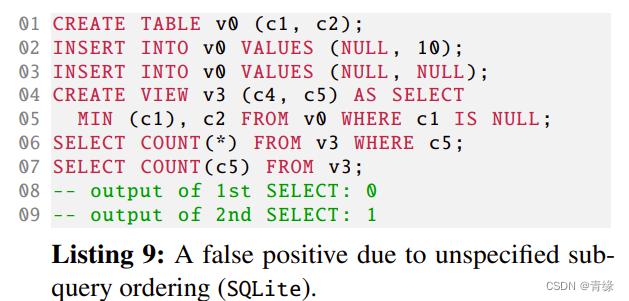 01 CREATE TABLE v0 (c1, c2);
02 INSERT INTO v0 VALUES (NULL, 10);
03 INSERT INTO v0 VALUES (NULL, NULL);
04 CREATE VIEW v3 (c4, c5) AS SELECT
05   MIN (c1), c2 FROM v0 WHERE c1 IS NULL;
06 SELECT COUNT(*) FROM v3 WHERE c5;
07 SELECT COUNT(c5) FROM v3;
08 -- output of 1st SELECT: 0
09 -- output of 2nd SELECT: 1
Listing 9: A false positive due to unspecified sub-
query ordering (SQLite).
CSDN @青缘